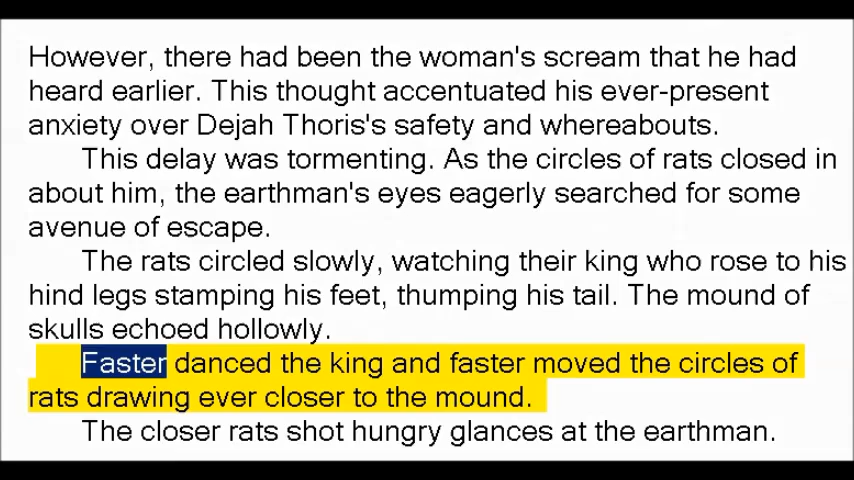 However, there had been the woman's scream that he had
heard earlier. This thought accentuated his ever-present
anxiety over Dejah Thoris's safety and whereabouts.
This delay was tormenting. As the circles of rats closed in
about him, the earthman's eyes eagerly searched for some
avenue of escape.
The rats circled slowly, watching their king who rose to his
hind legs stamping his feet, thumping his tail. The mound of
skulls echoed hollowly.
Faster danced the king and faster moved the circles of
rats drawing ever closer to the mound.
The closer rats shot hungry glances at the earthman.